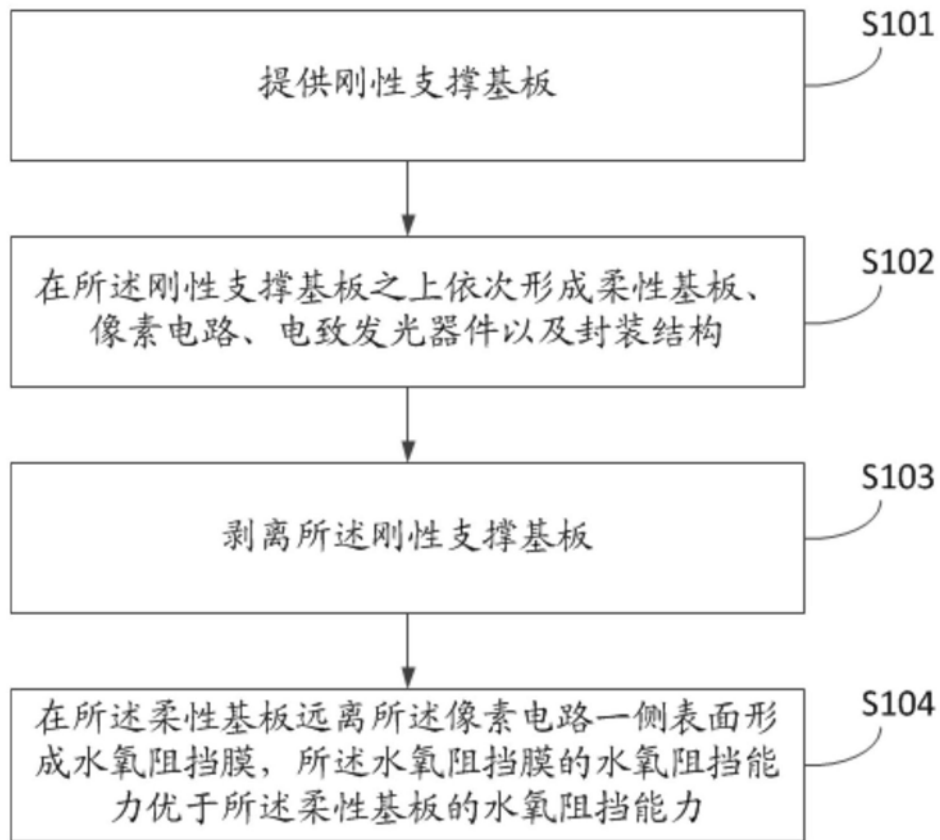 S101
提供刚性支撑基板
S102
在所述刚性支撑基板之上依次形成柔性基板、
像素电路、电致发光器件以及封装结构
S103
剥离所述刚性支撑基板
S104
在所述柔性基板远离所述像素电路一侧表面形
成水氧阻挡膜，所述水氧阻挡膜的水氧阻挡能
力优于所述柔性基板的水氧阻挡能力